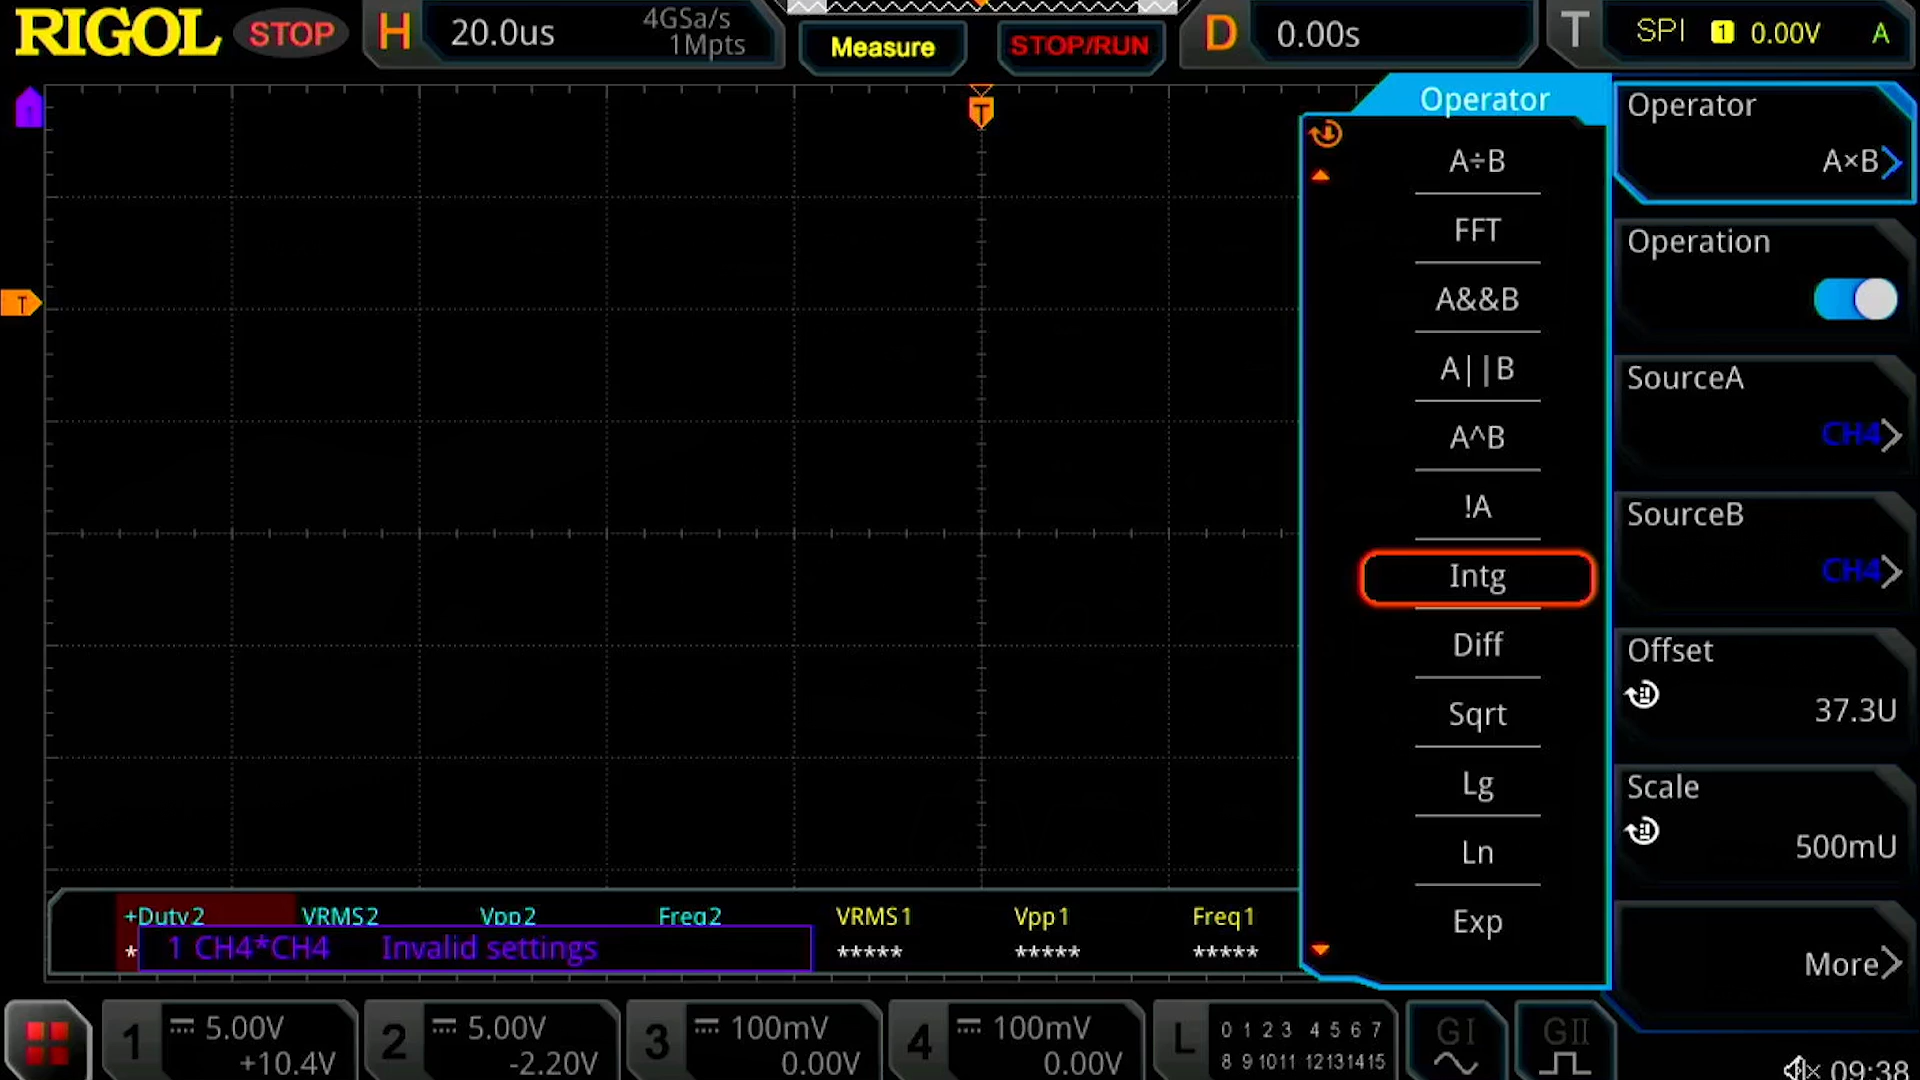 RIGOL STOP H 20.0us 4GSa/s 1Mpts Measure STOP/RUN D 0.00s T SPI 1 0.00V A
T
T
Operator
A÷B
FFT
A&&B
A||B
A^B
!A
Intg
Diff
Sqrt
Lg
Ln
Exp
Operator
A×B
Operation
SourceA
CH4
SourceB
CH4
Offset
37.3U
Scale
500mU
More
+Duty2 VRMS2 Vpp2 Freq2 VRMS1 Vpp1 Freq1
* 1 CH4*CH4 Invalid settings ***** ***** *****
1 5.00V +10.4V
2 5.00V -2.20V
3 100mV 0.00V
4 100mV 0.00V
L 0 1 2 3 4 5 6 7
8 9 10 11 12 13 14 15
GI GII
09:38